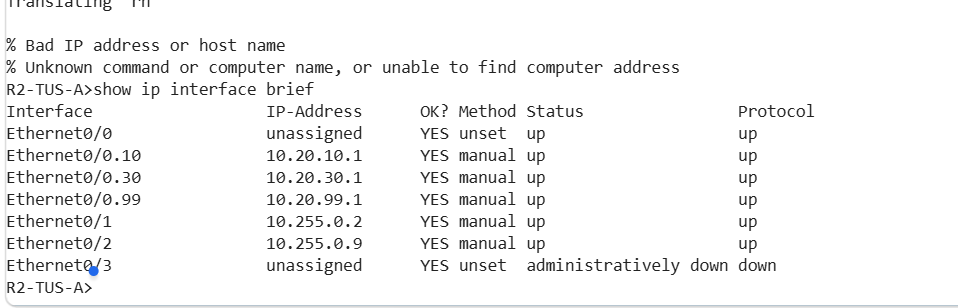 % Bad IP address or host name
% Unknown command or computer name, or unable to find computer address
R2-TUS-A>show ip interface brief
Interface                  IP-Address      OK? Method Status                Protocol
Ethernet0/0                unassigned      YES unset  up                    up
Ethernet0/0.10             10.20.10.1      YES manual up                    up
Ethernet0/0.30             10.20.30.1      YES manual up                    up
Ethernet0/0.99             10.20.99.1      YES manual up                    up
Ethernet0/1                10.255.0.2      YES manual up                    up
Ethernet0/2                10.255.0.9      YES manual up                    up
Ethernet0/3                unassigned      YES unset  administratively down down
R2-TUS-A>